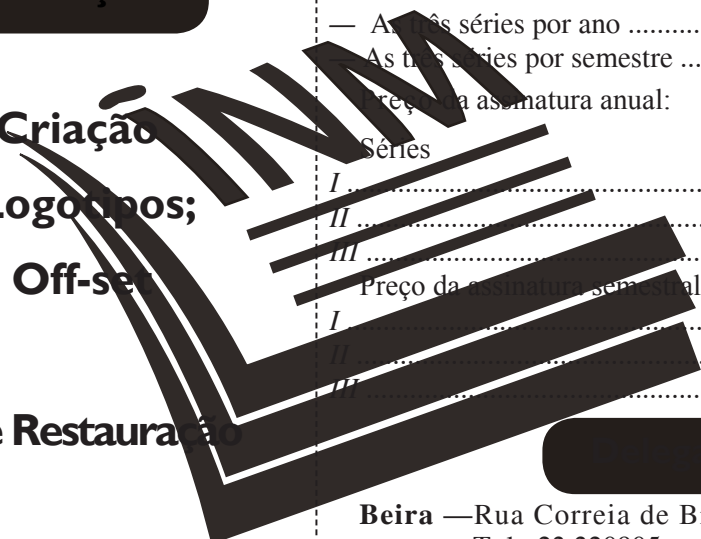 Criação
Logotipos;
Off-set
e Restauração
INM
— As três séries por ano ..........
— As três séries por semestre ...
Preço da assinatura anual:
Séries
I
II
III
Preço da assinatura semestral
I
II
III
Beira —Rua Correia de B